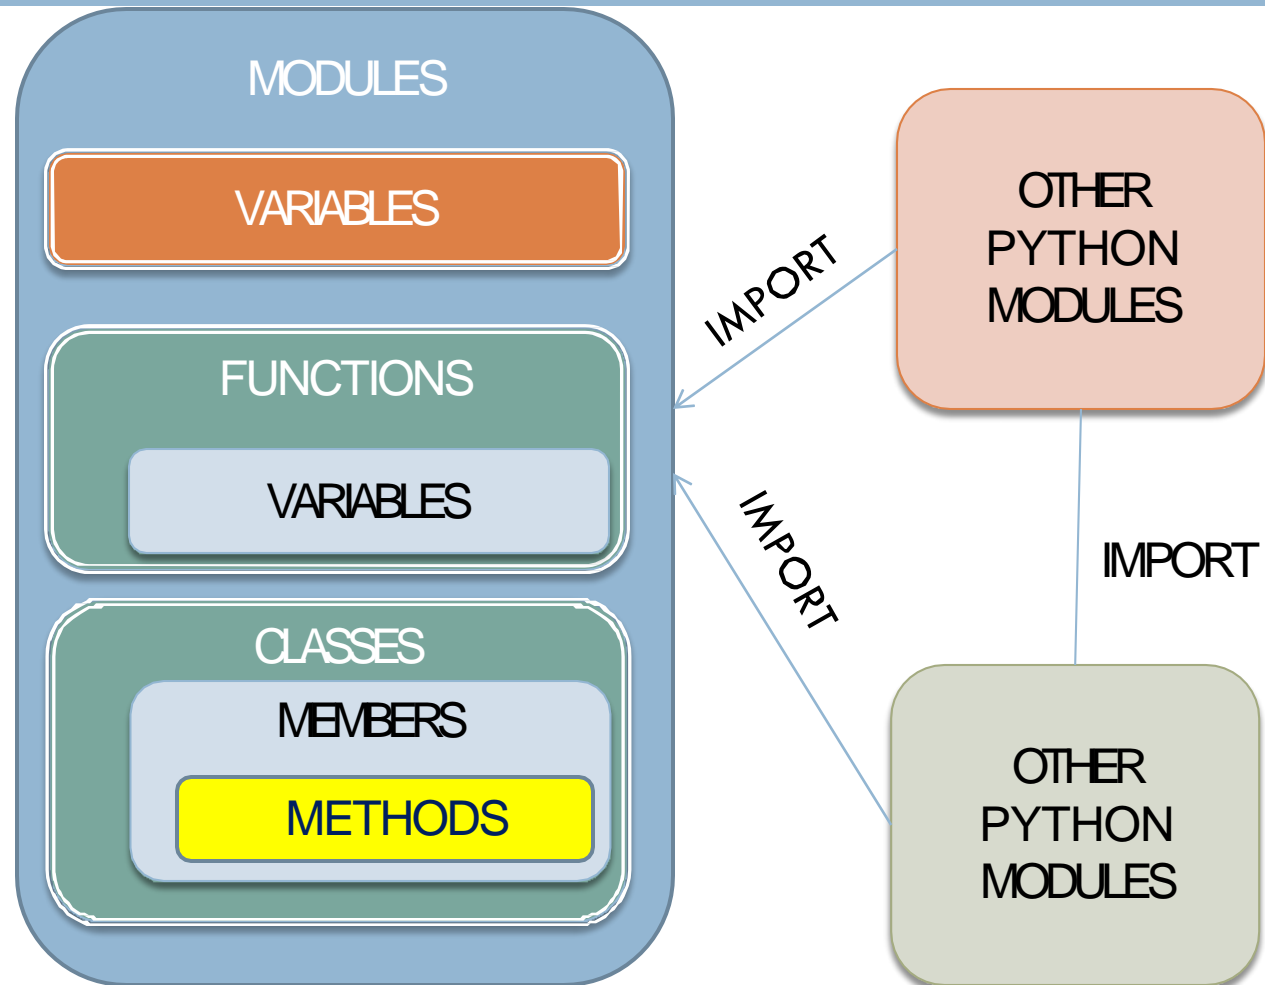 MODULES
VARIABLES
FUNCTIONS
VARIABLES
CLASSES
MEMBERS
METHODS
IMPORT
IMPORT
OTHER
PYTHON
MODULES
IMPORT
OTHER
PYTHON
MODULES